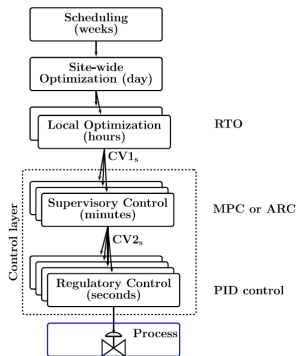 Scheduling
(weeks)
Site-wide
Optimization (day)
Local Optimization
(hours)
RTO
CV1s
Control layer
Supervisory Control
(minutes)
MPC or ARC
CV2s
Regulatory Control
(seconds)
PID control
Process